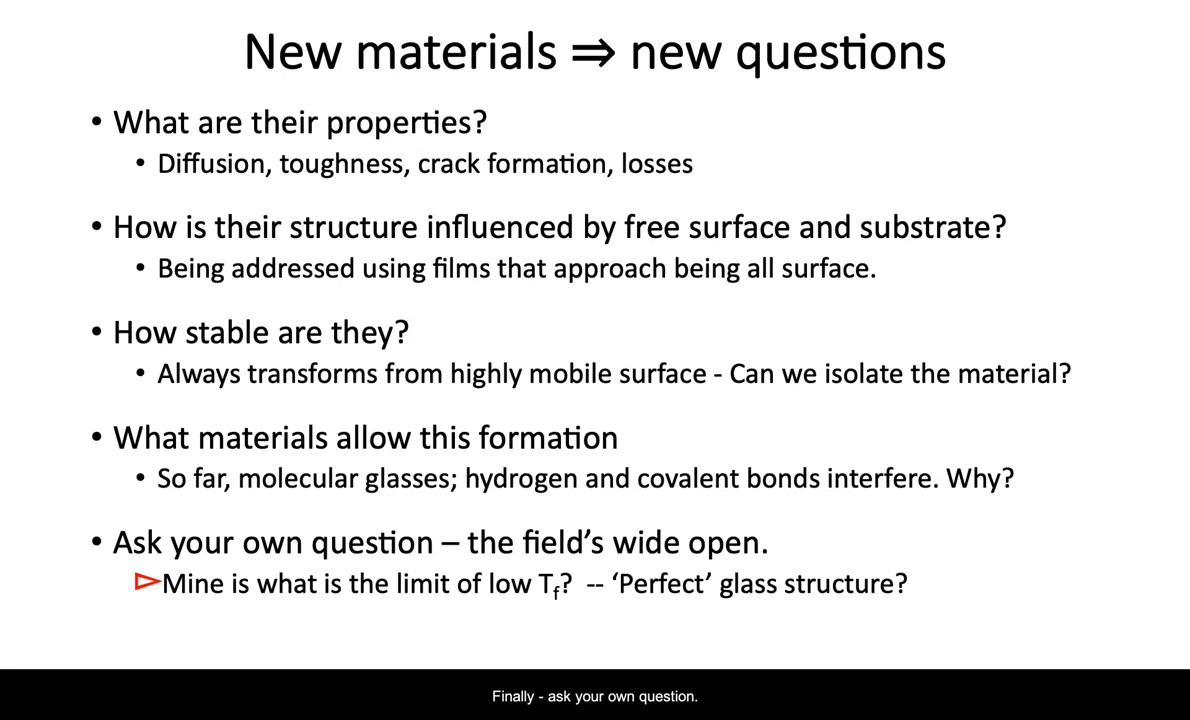 New materials ⇒ new questions
• What are their properties?
• Diffusion, toughness, crack formation, losses
• How is their structure influenced by free surface and substrate?
• Being addressed using films that approach being all surface.
• How stable are they?
• Always transforms from highly mobile surface - Can we isolate the material?
• What materials allow this formation
• So far, molecular glasses; hydrogen and covalent bonds interfere. Why?
• Ask your own question – the field’s wide open.
Mine is what is the limit of low Tf? -- ‘Perfect’ glass structure?
Finally - ask your own question.